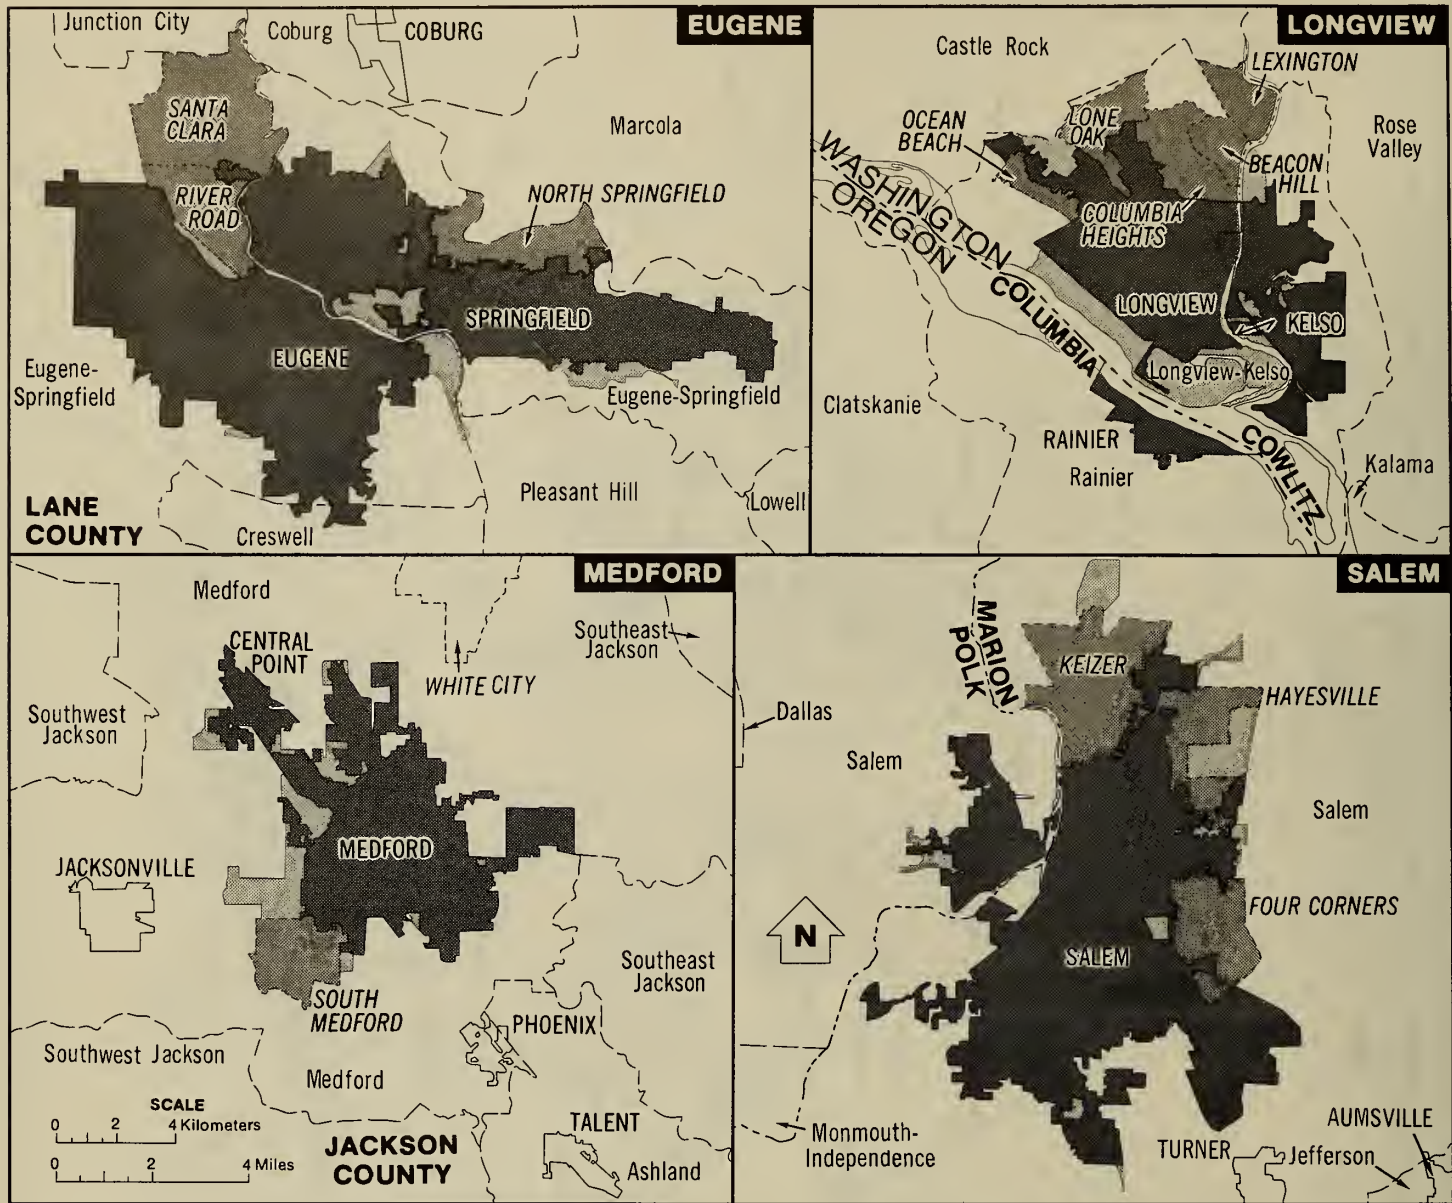 EUGENE
Junction City
Coburg
COBURG
SANTA
CLARA
Marcola
RIVER
ROAD
NORTH SPRINGFIELD
SPRINGFIELD
EUGENE
Eugene-
Springfield
Eugene-Springfield
Pleasant Hill
Lowell
LANE
COUNTY
Creswell
LONGVIEW
Castle Rock
LEXINGTON
OCEAN
BEACH
LONE
OAK
Rose
Valley
BEACON
HILL
WASHINGTON
OREGON
COLUMBIA
HEIGHTS
COLUMBIA
LONGVIEW
KELSO
Longview-Kelso
Clatskanie
RAINIER
Rainier
COWLITZ
Kalama
MEDFORD
Medford
CENTRAL
POINT
Southeast
Jackson
WHITE CITY
Southwest
Jackson
MEDFORD
JACKSONVILLE
Southeast
Jackson
SOUTH
MEDFORD
PHOENIX
Southwest Jackson
Medford
SCALE
0 2 4 Kilometers
0 2 4 Miles
JACKSON
COUNTY
TALENT
Ashland
SALEM
MARION
POLK
KEIZER
HAYESVILLE
Dallas
Salem
Salem
FOUR CORNERS
N
SALEM
Monmouth-
Independence
AUMSVILLE
TURNER
Jefferson